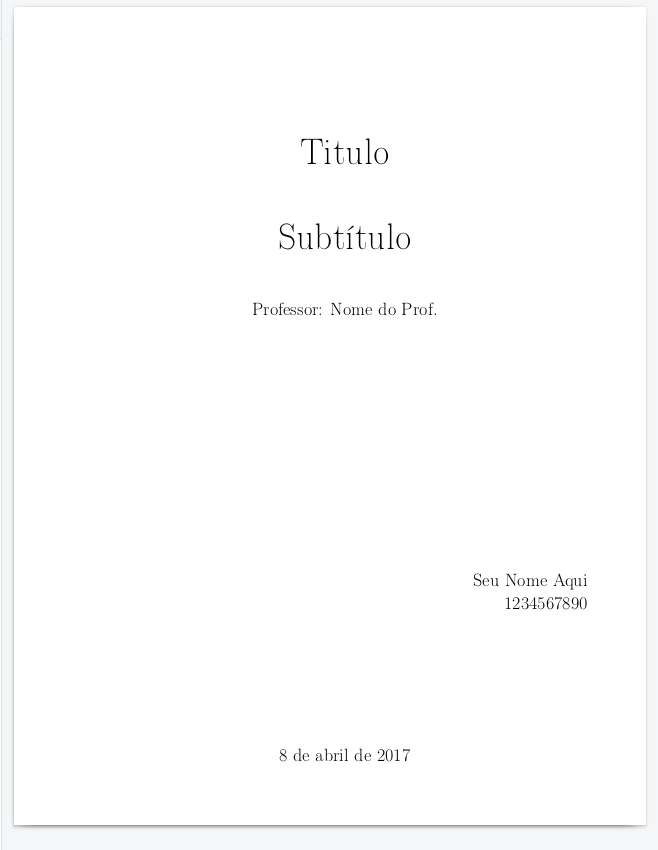 Titulo
Subtítulo
Professor: Nome do Prof.
Seu Nome Aqui
1234567890
8 de abril de 2017